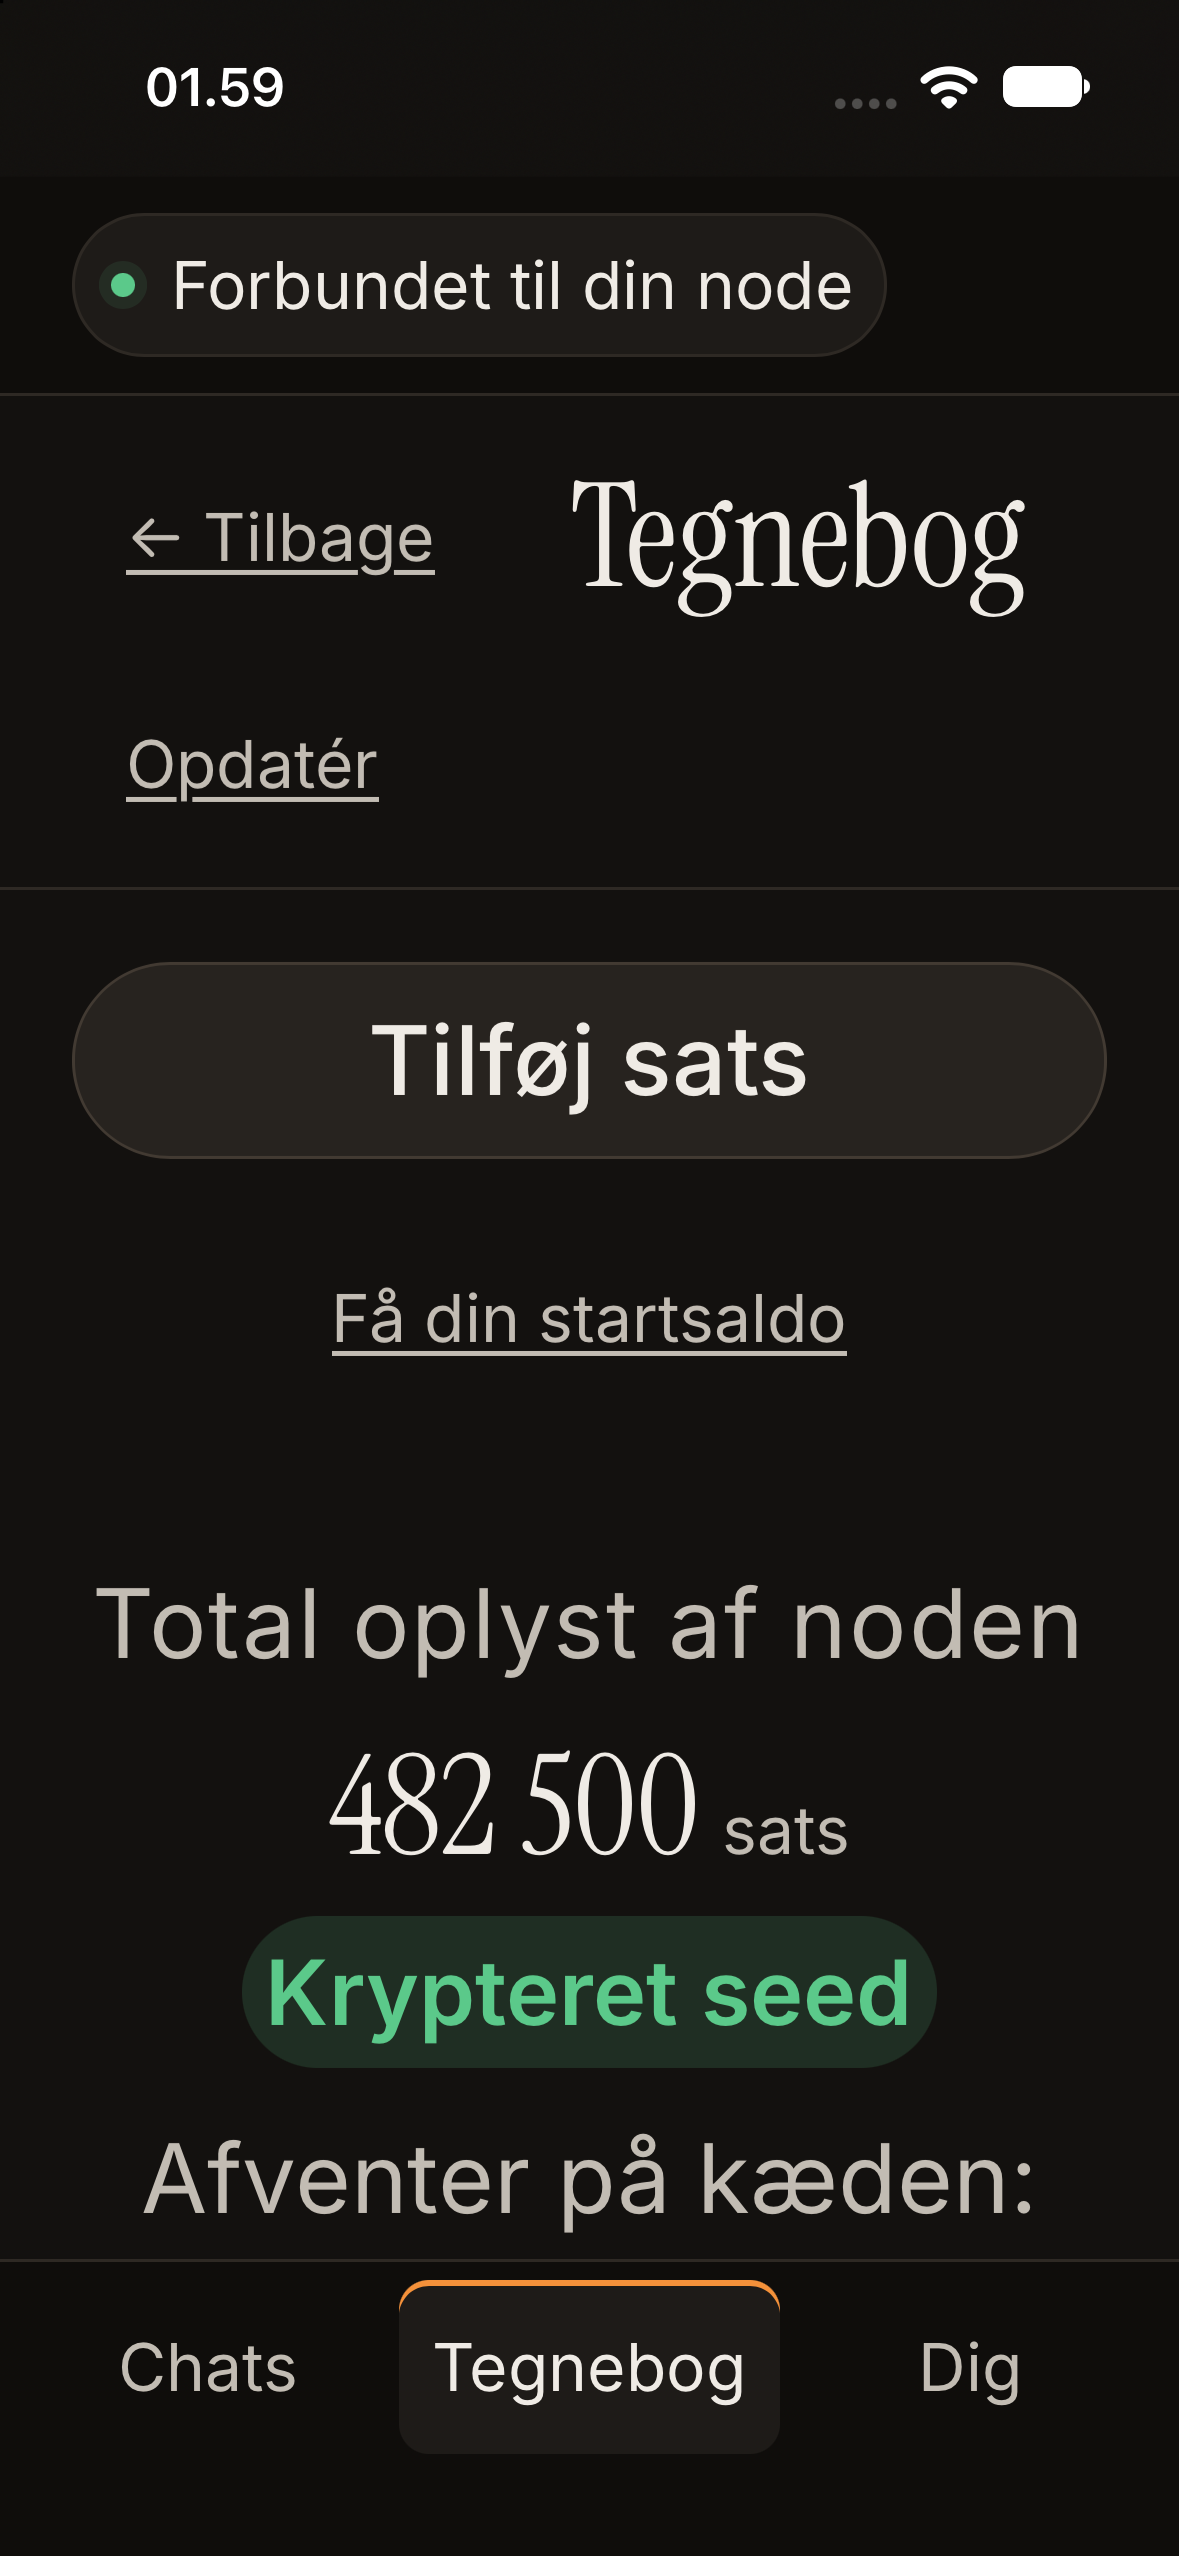 01.59
Forbundet til din node
← Tilbage
Tegnebog
Opdatér
Tilføj sats
Få din startsaldo
Total oplyst af noden
482 500 sats
Krypteret seed
Afventer på kæden:
Chats
Tegnebog
Dig